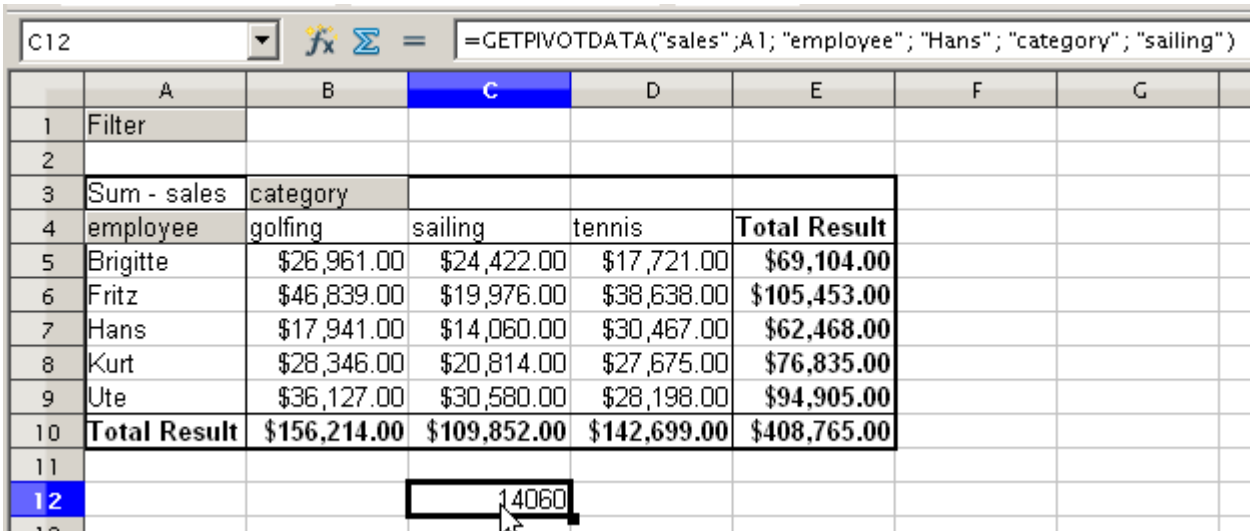 C12 = =GETPIVOTDATA("sales";A1; "employee"; "Hans"; "category"; "sailing")
A B C D E F G
1 Filter
2
3 Sum - sales category
4 employee golfing sailing tennis Total Result
5 Brigitte $26,961.00 $24,422.00 $17,721.00 $69,104.00
6 Fritz $46,839.00 $19,976.00 $38,638.00 $105,453.00
7 Hans $17,941.00 $14,060.00 $30,467.00 $62,468.00
8 Kurt $28,346.00 $20,814.00 $27,675.00 $76,835.00
9 Ute $36,127.00 $30,580.00 $28,198.00 $94,905.00
10 Total Result $156,214.00 $109,852.00 $142,699.00 $408,765.00
11
12 14060